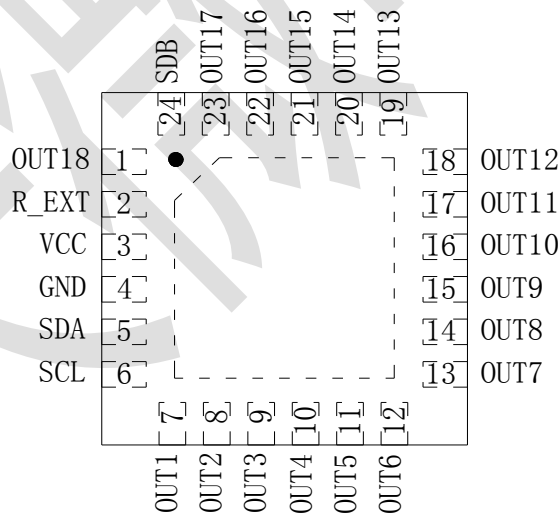 SDB OUT17 OUT16 OUT15 OUT14 OUT13
24 23 22 21 20 19
OUT18 1 18 OUT12
R_EXT 2 17 OUT11
VCC 3 16 OUT10
GND 4 15 OUT9
SDA 5 14 OUT8
SCL 6 13 OUT7
7 8 9 10 11 12
OUT1 OUT2 OUT3 OUT4 OUT5 OUT6